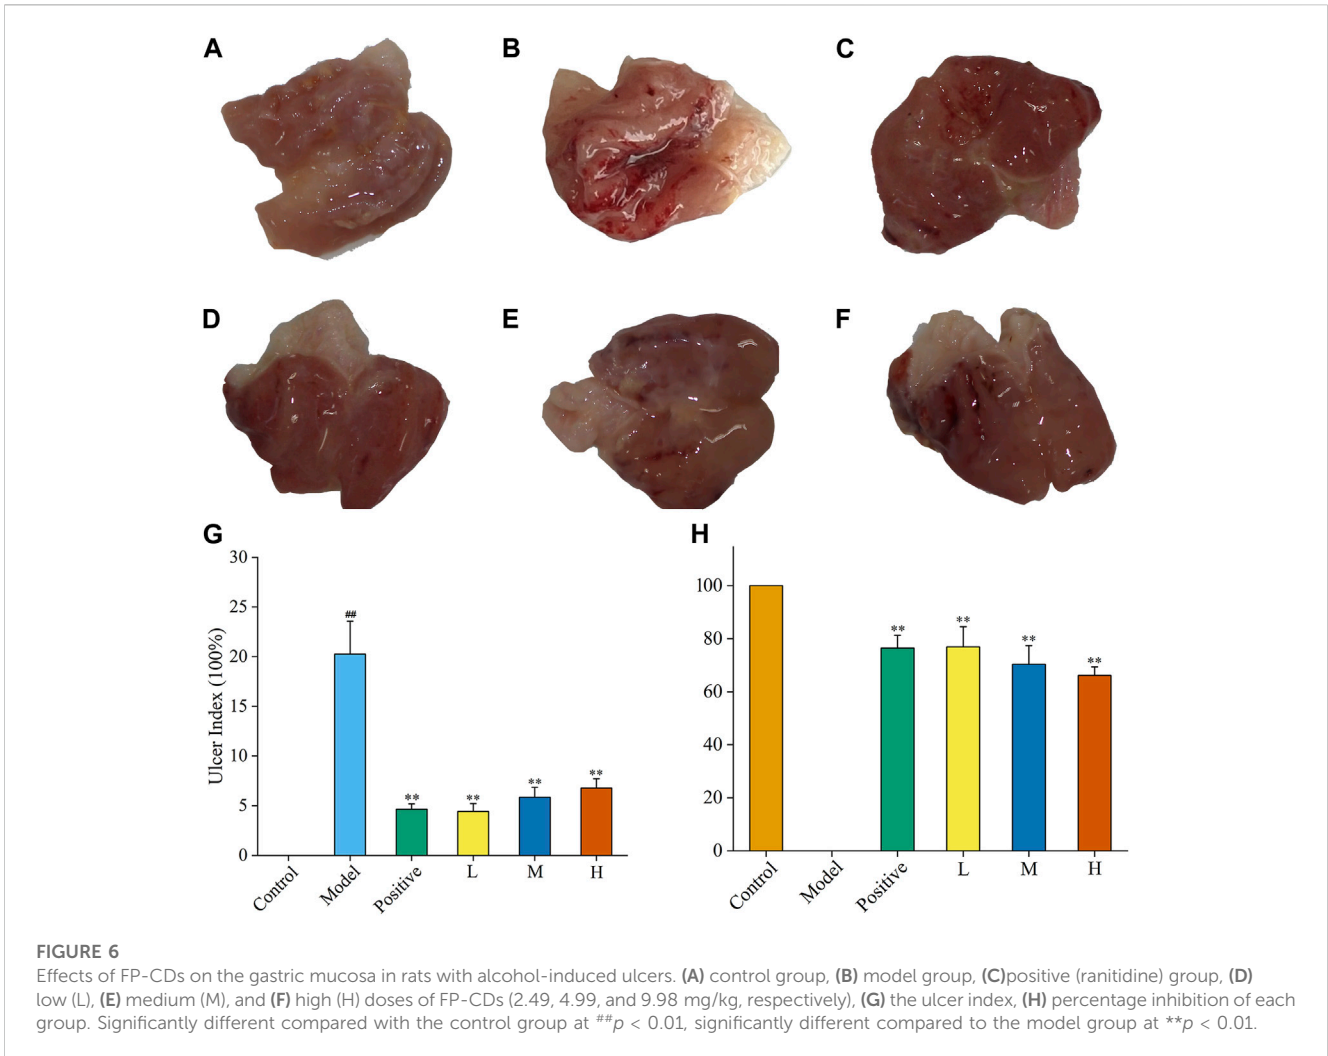 A
B
C
D
E
F
G
H
30
25
20
15
10
5
0
Ulcer Index (100%)
##
**
**
**
**
Control
Model
Positive
L
M
H
100
80
60
40
20
0
**
**
**
**
Control
Model
Positive
L
M
H
FIGURE 6
Effects of FP-CDs on the gastric mucosa in rats with alcohol-induced ulcers. (A) control group, (B) model group, (C)positive (ranitidine) group, (D)
low (L), (E) medium (M), and (F) high (H) doses of FP-CDs (2.49, 4.99, and 9.98 mg/kg, respectively), (G) the ulcer index, (H) percentage inhibition of each
group. Significantly different compared with the control group at ##p < 0.01, significantly different compared to the model group at **p < 0.01.